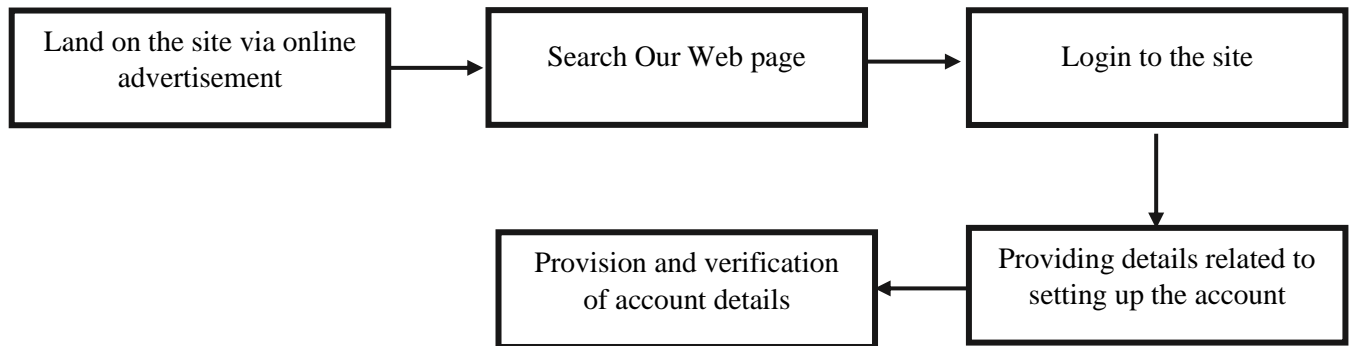 Land on the site via online
advertisement
Search Our Web page
Login to the site
Providing details related to
setting up the account
Provision and verification
of account details